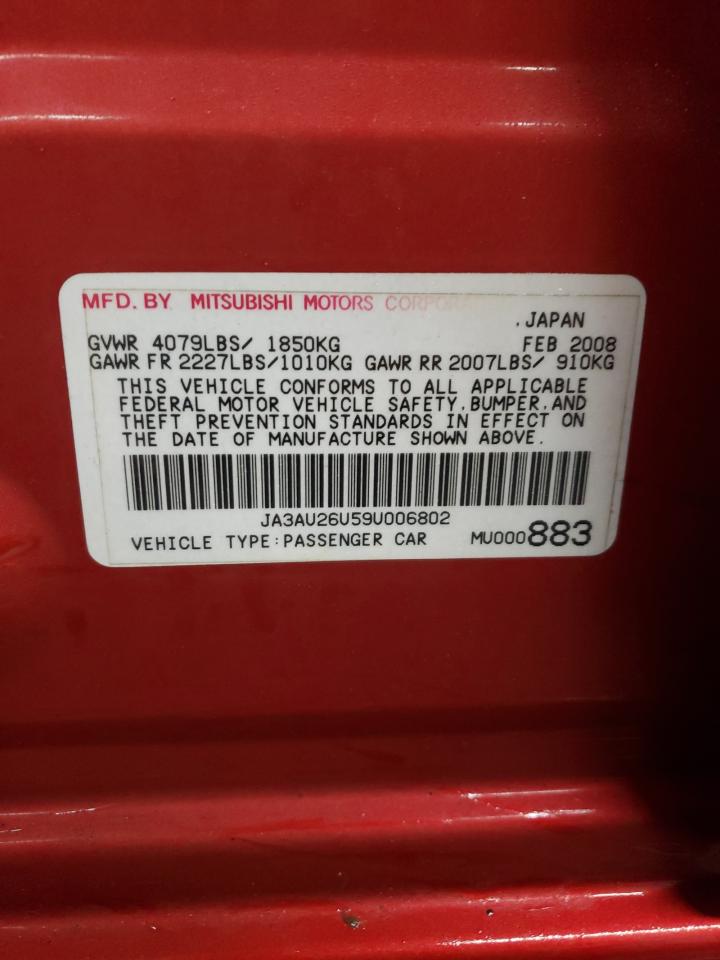 MFD. BY MITSUBISHI MOTORS
.JAPAN
GVWR 4079LBS/ 1850KG FEB 2008
GAWR FR 2227LBS/1010KG GAWR RR 2007LBS/ 910KG
THIS VEHICLE CONFORMS TO ALL APPLICABLE
FEDERAL MOTOR VEHICLE SAFETY,BUMPER,AND
THEFT PREVENTION STANDARDS IN EFFECT ON
THE DATE OF MANUFACTURE SHOWN ABOVE.
JA3AU26U59U006802
VEHICLE TYPE:PASSENGER CAR MU000883